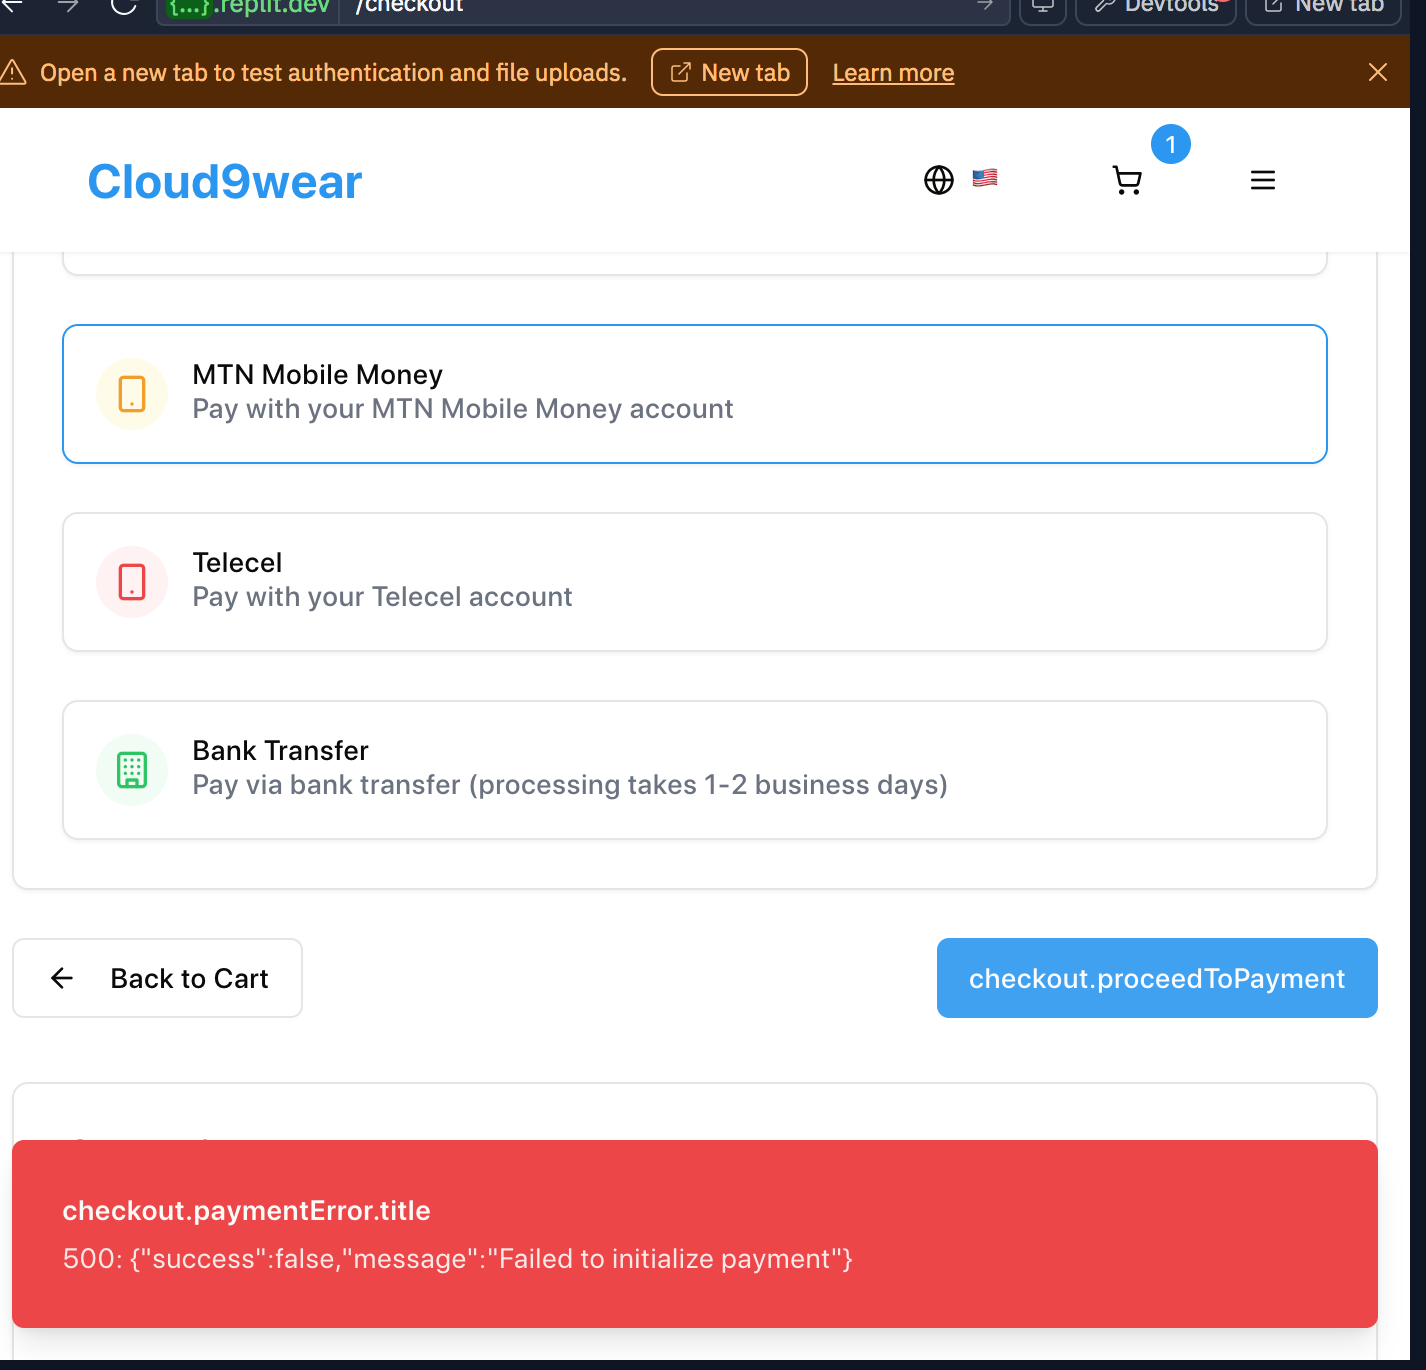 {...}.replit.dev /checkout Devtools New tab
Open a new tab to test authentication and file uploads. New tab Learn more
Cloud9wear 1
MTN Mobile Money
Pay with your MTN Mobile Money account
Telecel
Pay with your Telecel account
Bank Transfer
Pay via bank transfer (processing takes 1-2 business days)
Back to Cart checkout.proceedToPayment
checkout.paymentError.title
500: {"success":false,"message":"Failed to initialize payment"}